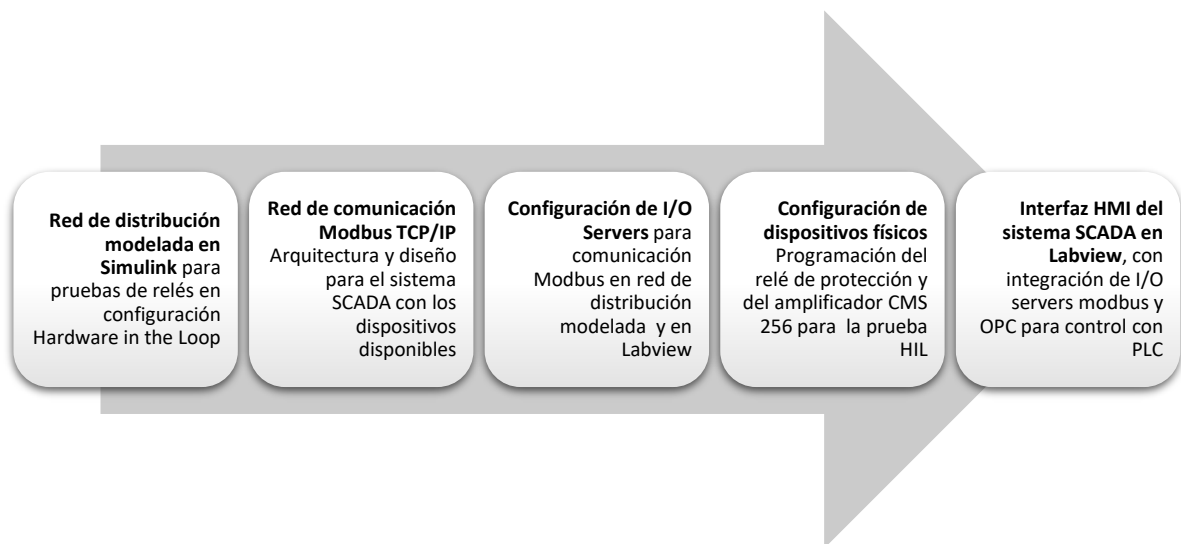 Red de distribución
modelada en
Simulink para
pruebas de relés en
configuración
Hardware in the Loop
Red de comunicación
Modbus TCP/IP
Arquitectura y diseño
para el sistema
SCADA con los
dispositivos
disponibles
Configuración de I/O
Servers para
comunicación
Modbus en red de
distribución
modelada y en
Labview
Configuración de
dispositivos físicos
Programación del
relé de protección y
del amplificador CMS
256 para la prueba
HIL
Interfaz HMI del
sistema SCADA en
Labview, con
integración de I/O
servers modbus y
OPC para control con
PLC